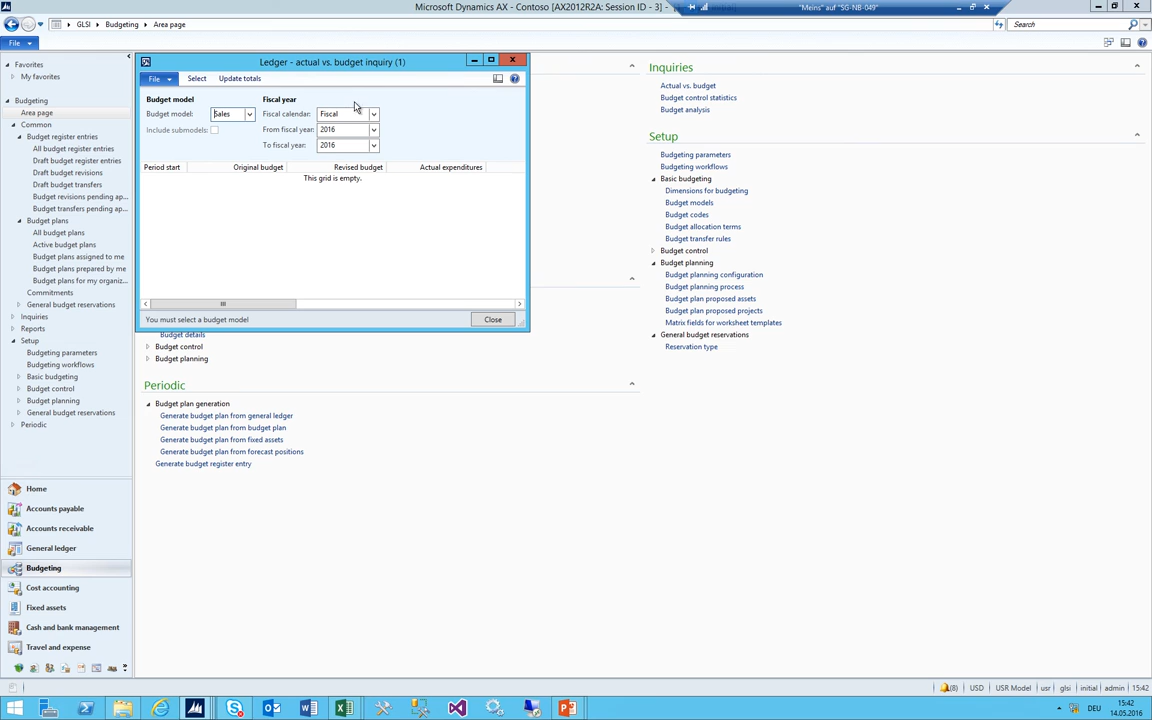 Microsoft Dynamics AX - Contoso [AX2012R2A: Session ID - 3] -
"Meins" auf "SG-NB-049"
GLSI
Budgeting
Area page
Search
File
Favorites
My favorites
Budgeting
Area page
Common
Budget register entries
All budget register entries
Draft budget register entries
Draft budget revisions
Draft budget transfers
Budget revisions pending ap...
Budget transfers pending ap...
Budget plans
All budget plans
Active budget plans
Budget plans assigned to me
Budget plans prepared by me
Budget plans for my organiz...
Commitments
General budget reservations
Inquiries
Reports
Setup
Budgeting parameters
Budgeting workflows
Basic budgeting
Budget control
Budget planning
General budget reservations
Periodic
Home
Accounts payable
Accounts receivable
General ledger
Budgeting
Cost accounting
Fixed assets
Cash and bank management
Travel and expense
Ledger - actual vs. budget inquiry (1)
File
Select
Update totals
Budget model
Fiscal year
Budget model:
Sales
Fiscal calendar:
Fiscal
Include submodels:
From fiscal year:
2016
To fiscal year:
2016
Period start
Original budget
Revised budget
Actual expenditures
This grid is empty.
You must select a budget model
Close
Budget details
Budget control
Budget planning
Periodic
Budget plan generation
Generate budget plan from general ledger
Generate budget plan from budget plan
Generate budget plan from fixed assets
Generate budget plan from forecast positions
Generate budget register entry
Inquiries
Actual vs. budget
Budget control statistics
Budget analysis
Setup
Budgeting parameters
Budgeting workflows
Basic budgeting
Dimensions for budgeting
Budget models
Budget codes
Budget allocation terms
Budget transfer rules
Budget control
Budget planning
Budget planning configuration
Budget planning process
Budget plan proposed assets
Budget plan proposed projects
Matrix fields for worksheet templates
General budget reservations
Reservation type
(8)
USD
USR Model
usr
glsi
initial
admin
15:42
DEU
15:42
14.05.2016